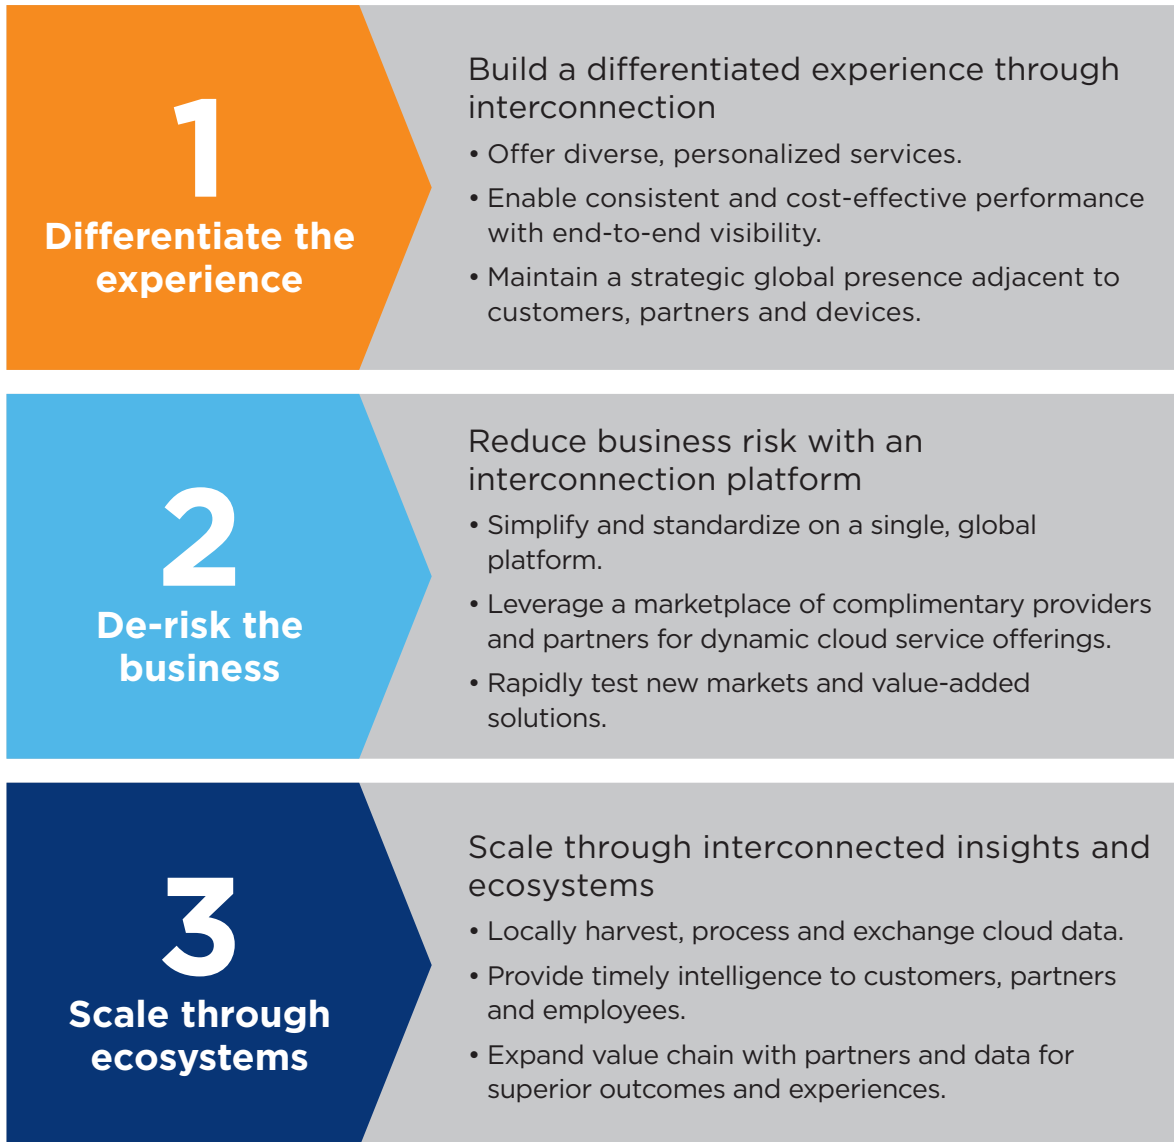 1
Differentiate the
experience
Build a differentiated experience through
interconnection
• Offer diverse, personalized services.
• Enable consistent and cost-effective performance
with end-to-end visibility.
• Maintain a strategic global presence adjacent to
customers, partners and devices.
2
De-risk the
business
Reduce business risk with an
interconnection platform
• Simplify and standardize on a single, global
platform.
• Leverage a marketplace of complimentary providers
and partners for dynamic cloud service offerings.
• Rapidly test new markets and value-added
solutions.
3
Scale through
ecosystems
Scale through interconnected insights and
ecosystems
• Locally harvest, process and exchange cloud data.
• Provide timely intelligence to customers, partners
and employees.
• Expand value chain with partners and data for
superior outcomes and experiences.